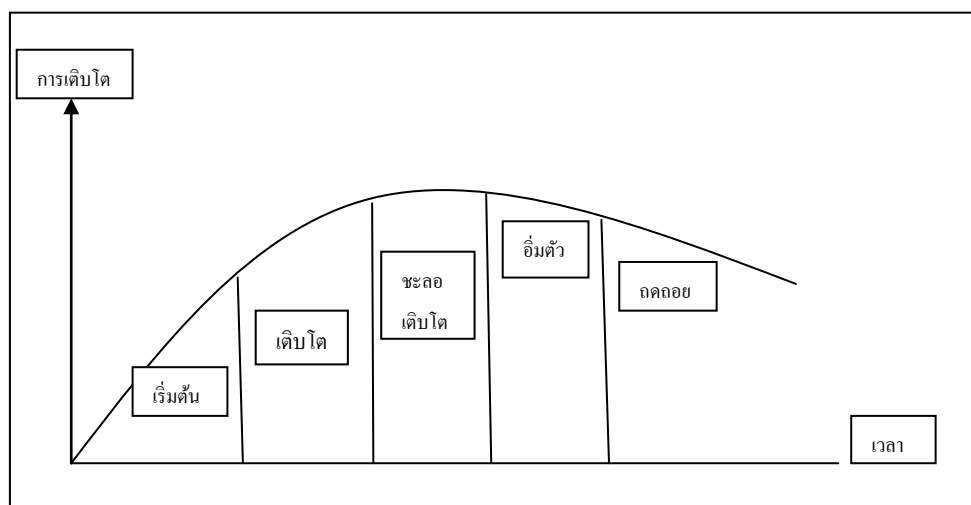 การเติบโต
อิ่มตัว
ชะลอ
เติบโต
ถดถอย
เติบโต
เริ่มต้น
เวลา